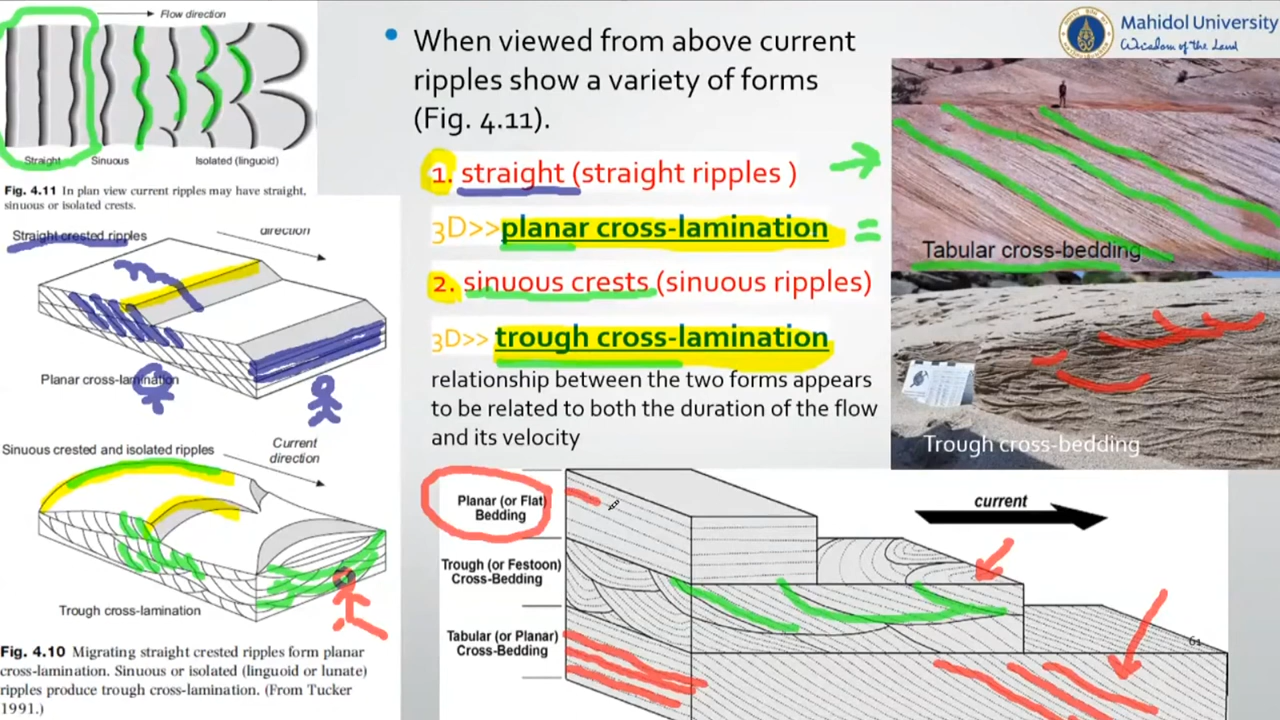 Flow direction
Straight
Sinuous
Isolated (linguoid)
Fig. 4.11 In plan view current ripples may have straight,
sinuous or isolated crests.
Straight crested ripples
direction
Planar cross-lamination
Sinuous crested and isolated ripples
Current
direction
Trough cross-lamination
Fig. 4.10 Migrating straight crested ripples form planar
cross-lamination. Sinuous or isolated (linguoid or lunate)
ripples produce trough cross-lamination. (From Tucker
1991.)
• When viewed from above current
ripples show a variety of forms
(Fig. 4.11).
1. straight (straight ripples )
3D>>planar cross-lamination
2. sinuous crests (sinuous ripples)
3D>> trough cross-lamination
relationship between the two forms appears
to be related to both the duration of the flow
and its velocity
Mahidol University
Wisdom of the Land
Tabular cross-bedding
Trough cross-bedding
Planar (or Flat)
Bedding
Trough (or Festoon)
Cross-Bedding
Tabular (or Planar)
Cross-Bedding
current
61